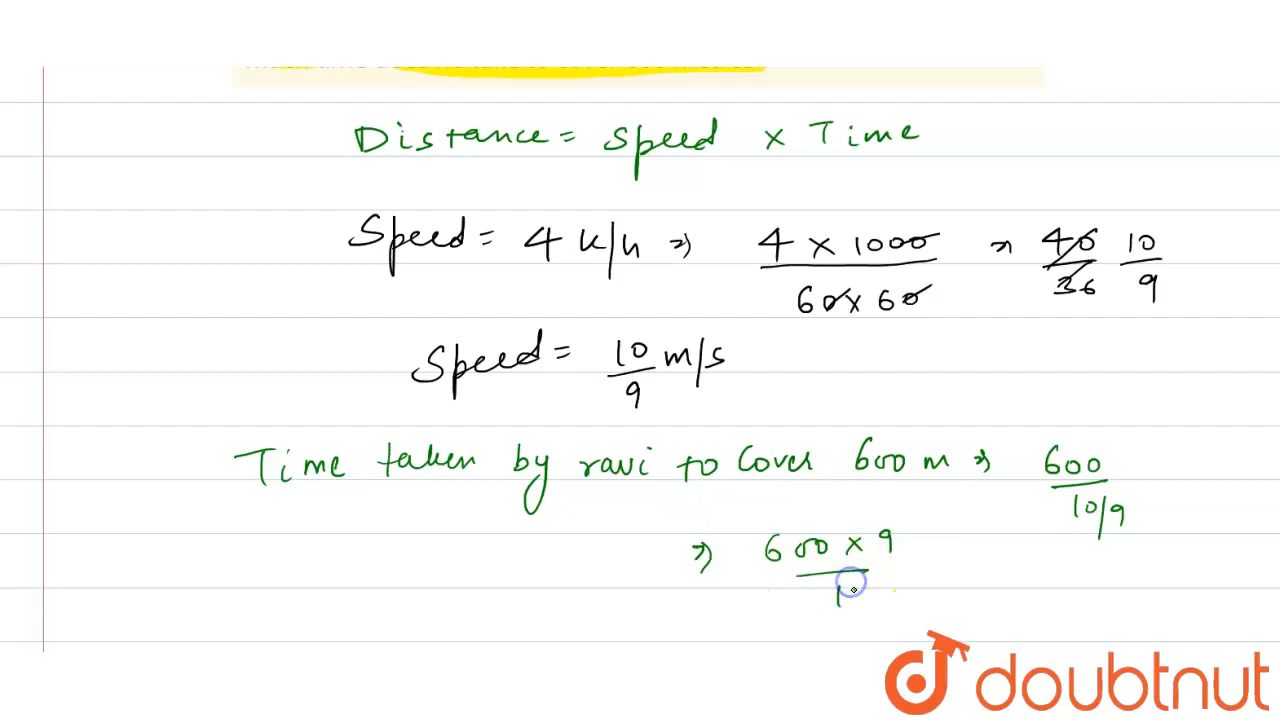 Distance = Speed × Time
Speed = 4 k/h ⇒ 4 × 1000 / 60 × 60 ⇒ 40/36 10/9
Speed = 10/9 m/s
Time taken by ravi to Cover 600 m ⇒ 600 / 10/9
⇒ 600 × 9 / 1
doubtnut